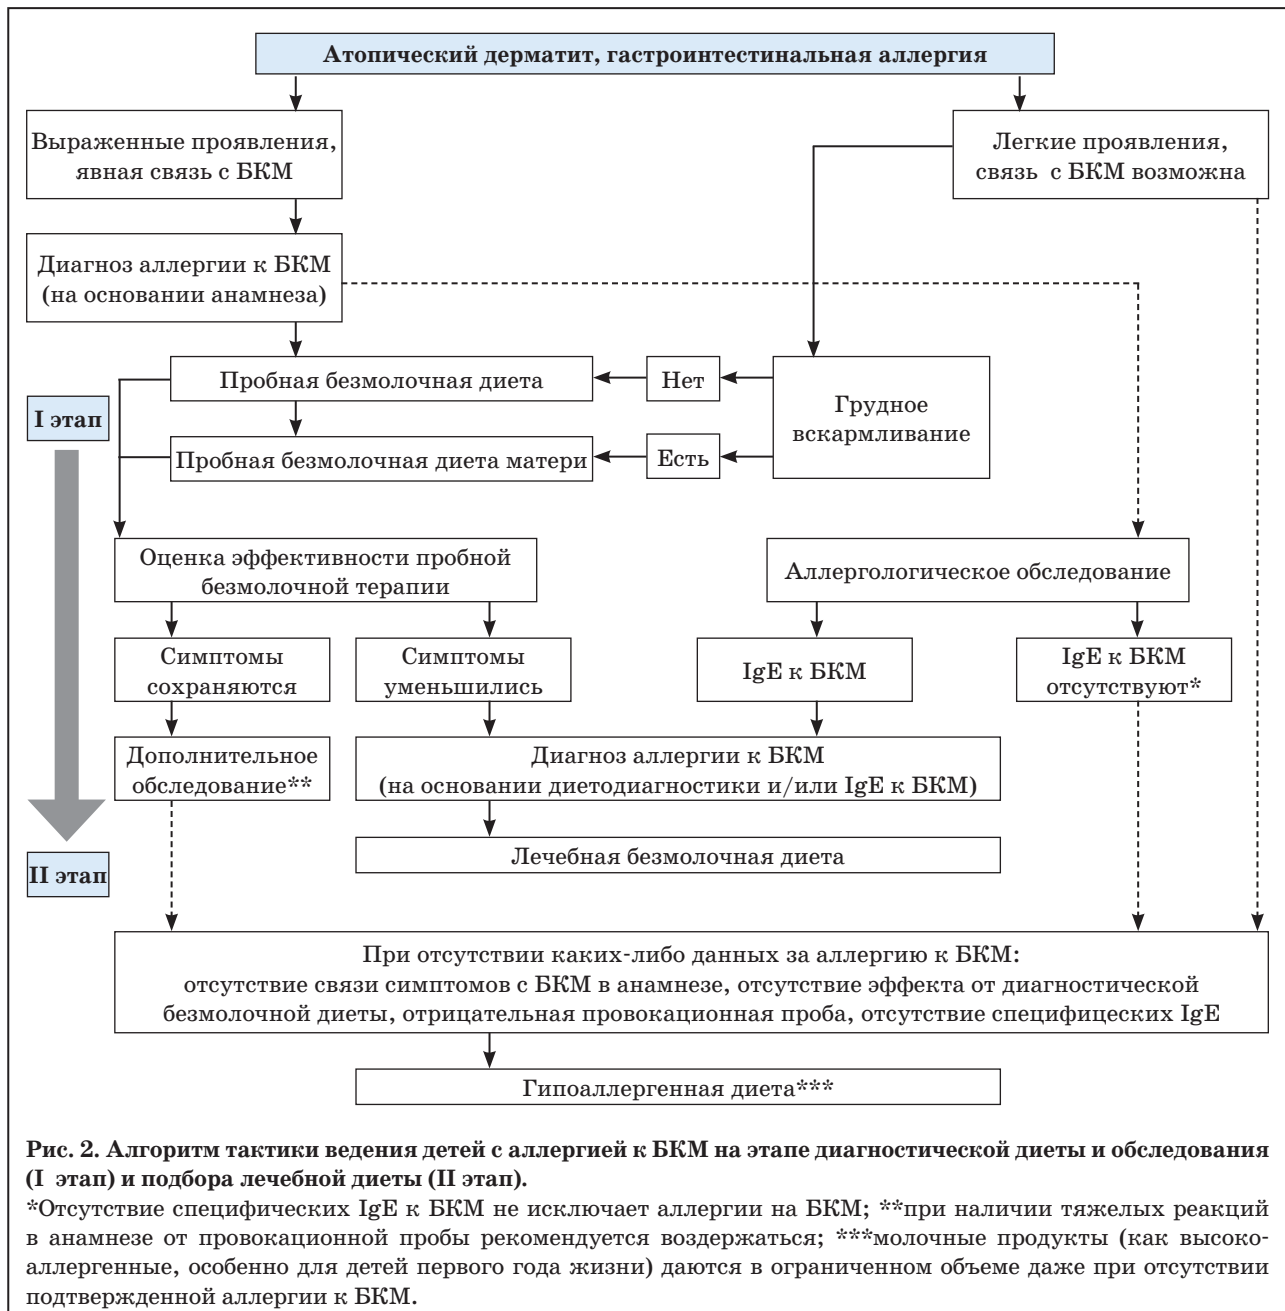 Атопический дерматит, гастроинтестинальная аллергия
Выраженные проявления,
явная связь с БКМ
Легкие проявления,
связь с БКМ возможна
Диагноз аллергии к БКМ
(на основании анамнеза)
Пробная безмолочная диета
Нет
Грудное
вскармливание
I этап
Пробная безмолочная диета матери
Есть
Оценка эффективности пробной
безмолочной терапии
Аллергологическое обследование
Симптомы
сохраняются
Симптомы
уменьшились
IgE к БКМ
IgE к БКМ
отсутствуют*
Дополнительное
обследование**
Диагноз аллергии к БКМ
(на основании диетодиагностики и/или IgE к БКМ)
Лечебная безмолочная диета
II этап
При отсутствии каких-либо данных за аллергию к БКМ:
отсутствие связи симптомов с БКМ в анамнезе, отсутствие эффекта от диагностической
безмолочной диеты, отрицательная провокационная проба, отсутствие специфицеских IgE
Гипоаллергенная диета***
Рис. 2. Алгоритм тактики ведения детей с аллергией к БКМ на этапе диагностической диеты и обследования
(I этап) и подбора лечебной диеты (II этап).
*Отсутствие специфических IgE к БКМ не исключает аллергии на БКМ; **при наличии тяжелых реакций
в анамнезе от провокационной пробы рекомендуется воздержаться; ***молочные продукты (как высоко-
аллергенные, особенно для детей первого года жизни) даются в ограниченном объеме даже при отсутствии
подтвержденной аллергии к БКМ.